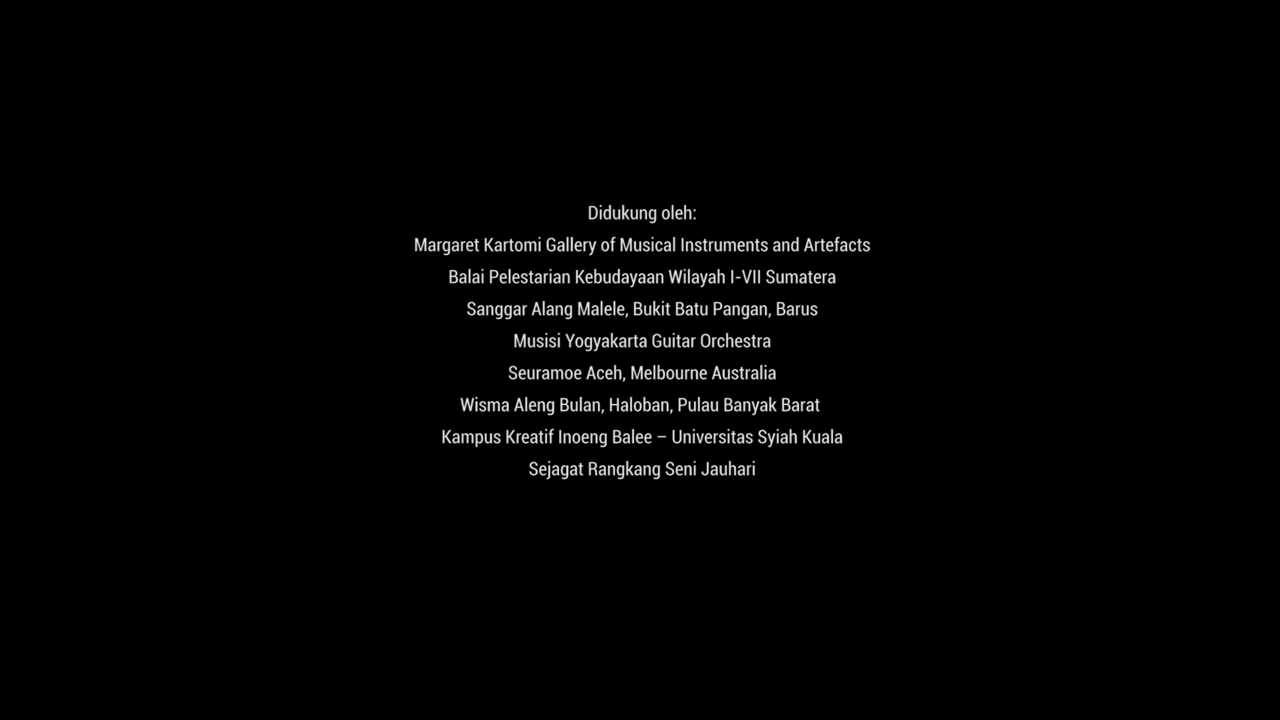 Didukung oleh:
Margaret Kartomi Gallery of Musical Instruments and Artefacts
Balai Pelestarian Kebudayaan Wilayah I-VII Sumatera
Sanggar Alang Malele, Bukit Batu Pangan, Barus
Musisi Yogyakarta Guitar Orchestra
Seuramoe Aceh, Melbourne Australia
Wisma Aleng Bulan, Haloban, Pulau Banyak Barat
Kampus Kreatif Inoeng Balee – Universitas Syiah Kuala
Sejagat Rangkang Seni Jauhari